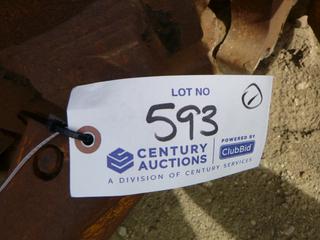 LOT NO
593
CENTURY AUCTIONS
POWERED BY
ClubBid
A DIVISION OF CENTURY SERVICES